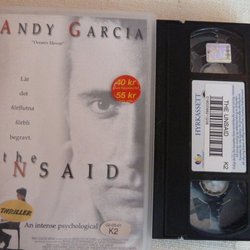 ANDY GARCIA
Låt
det
förflutna
förbli
begravt.
40 kr
55 kr
the
UNSAID
THRILLER
An intense psychological
K2
HYRKASSETT
THE UNSAID
K2